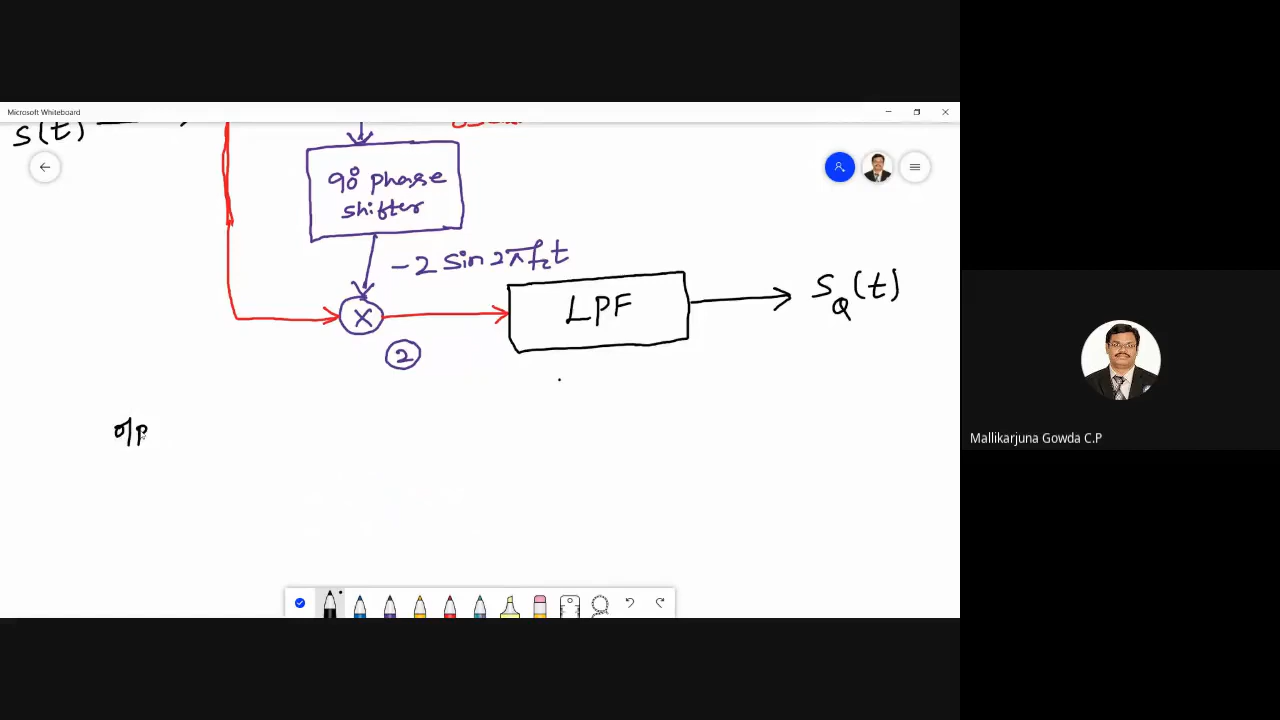 Microsoft Whiteboard
s(t)
90° phase
shifter
-2 sin 2πfct
X
LPF
SQ(t)
2
o/p
Mallikarjuna Gowda C.P